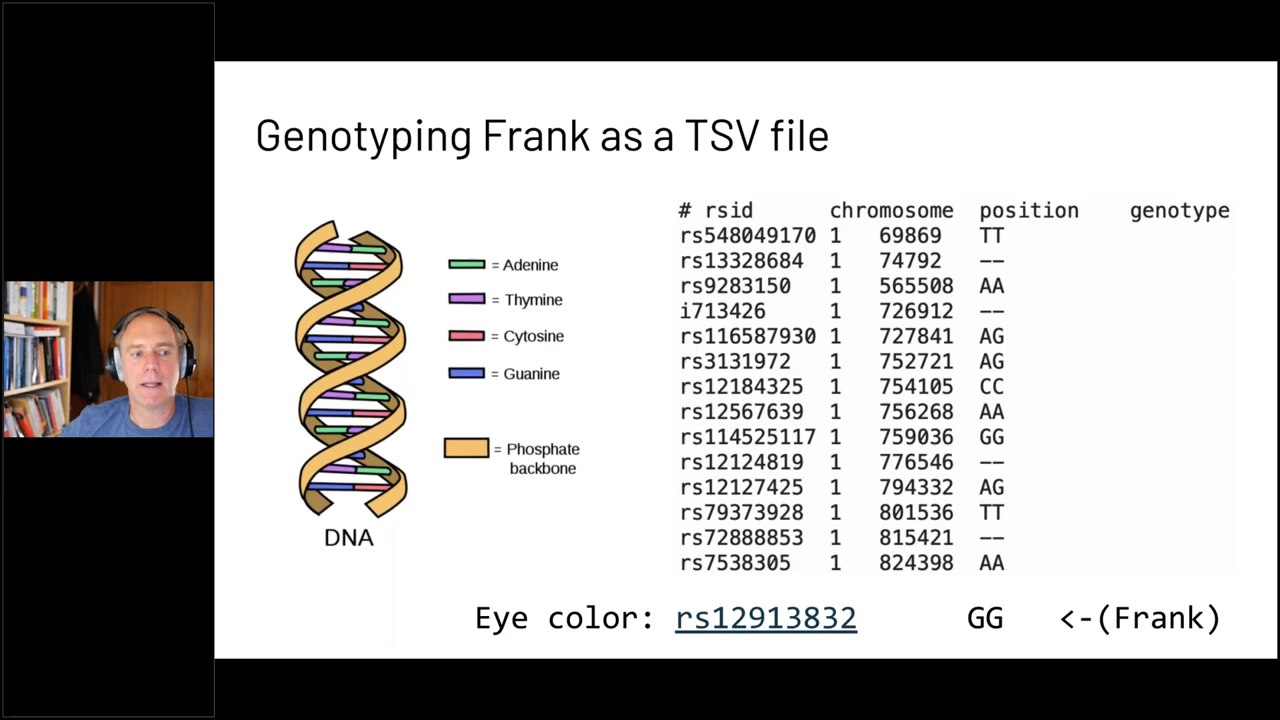 Genotyping Frank as a TSV file
= Adenine
= Thymine
= Cytosine
= Guanine
= Phosphate
backbone
DNA
# rsid chromosome position genotype
rs548049170 1 69869 TT
rs13328684 1 74792 --
rs9283150 1 565508 AA
i713426 1 726912 --
rs116587930 1 727841 AG
rs3131972 1 752721 AG
rs12184325 1 754105 CC
rs12567639 1 756268 AA
rs114525117 1 759036 GG
rs12124819 1 776546 --
rs12127425 1 794332 AG
rs79373928 1 801536 TT
rs72888853 1 815421 --
rs7538305 1 824398 AA
Eye color: rs12913832 GG <-(Frank)